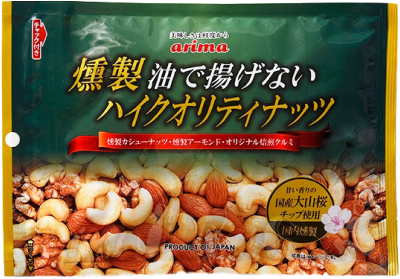 チャック付き
美味しさは鮮度から
arima
燻製 油で揚げない
ハイクオリティナッツ
燻製カシューナッツ・燻製アーモンド・オリジナル焙煎クルミ
甘い香りの
国産大山桜
チップ使用
国内燻製
PRODUCT OF JAPAN